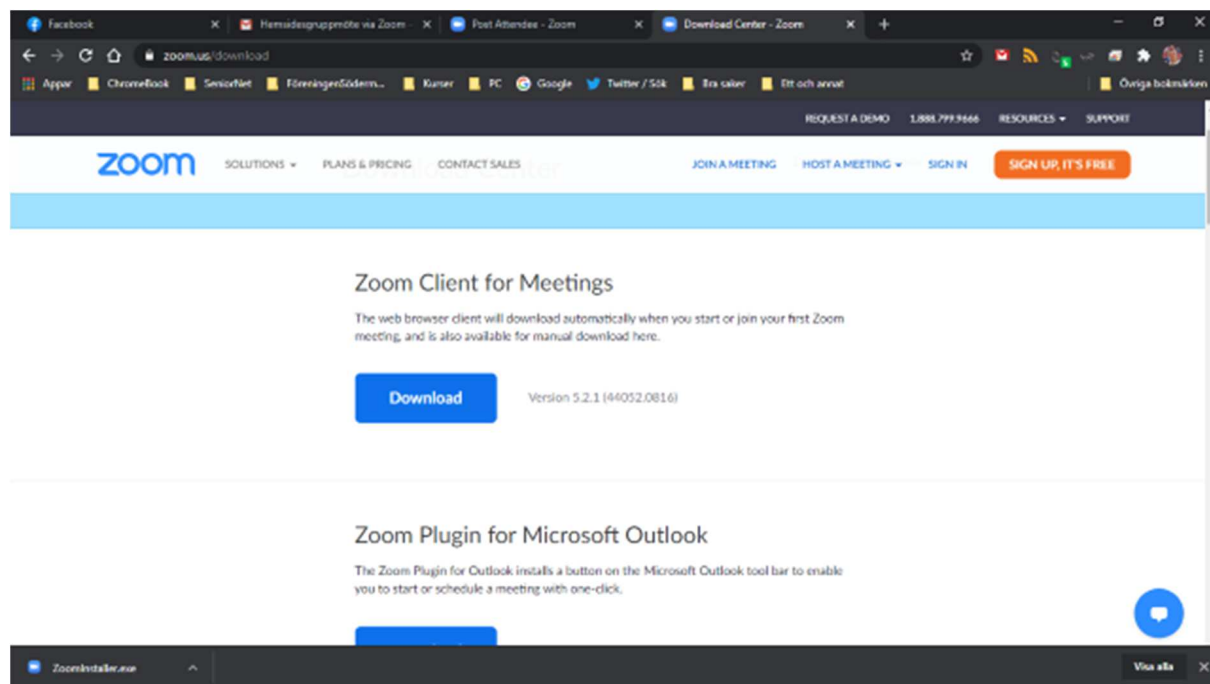 Facebook
Hemsidesgruppmöte via Zoom -
Post Attendee - Zoom
Download Center - Zoom
zoom.us/download
Appar ChromeBook SeniorNet FöreningenSöderm... Kurser PC Google Twitter / Sök Bra saker Ett och annat Övriga bokmärken
REQUEST A DEMO 1.888.799.9666 RESOURCES SUPPORT
zoom SOLUTIONS PLANS & PRICING CONTACT SALES JOIN A MEETING HOST A MEETING SIGN IN SIGN UP, IT'S FREE
Download Center
Zoom Client for Meetings
The web browser client will download automatically when you start or join your first Zoom
meeting, and is also available for manual download here.
Download Version 5.2.1 (44052.0816)
Zoom Plugin for Microsoft Outlook
The Zoom Plugin for Outlook installs a button on the Microsoft Outlook tool bar to enable
you to start or schedule a meeting with one-click.
ZoomInstaller.exe Visa alla